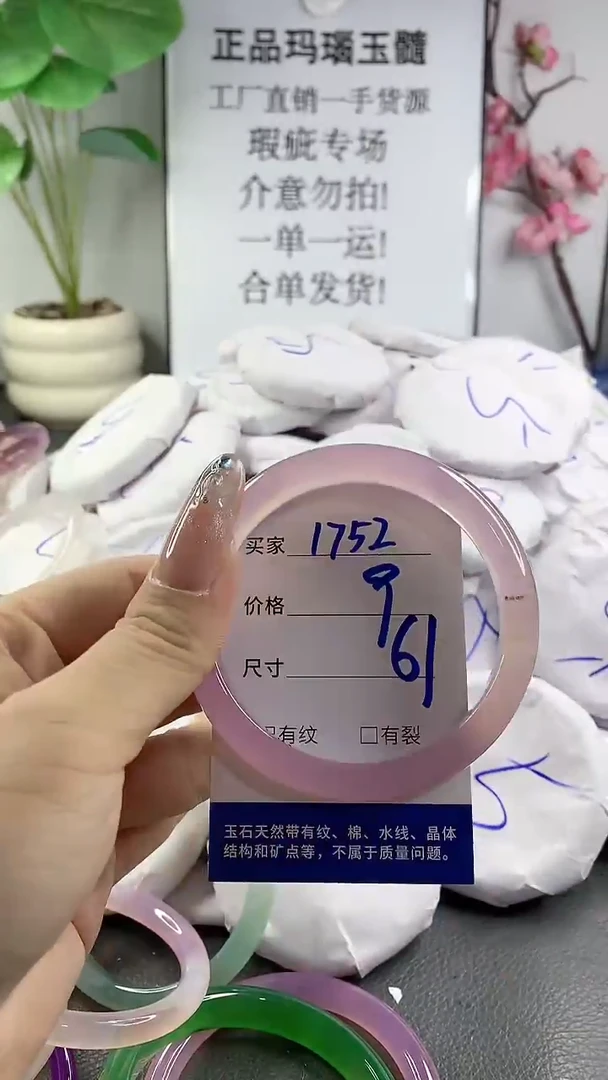 正品玛瑙玉髓
工厂直销一手货源
瑕疵专场
介意勿拍!
一单一运!
合单发货!
买家 1752
价格 9
尺寸 61
有纹 □有裂
玉石天然带有纹、棉、水线、晶体
结构和矿点等，不属于质量问题。